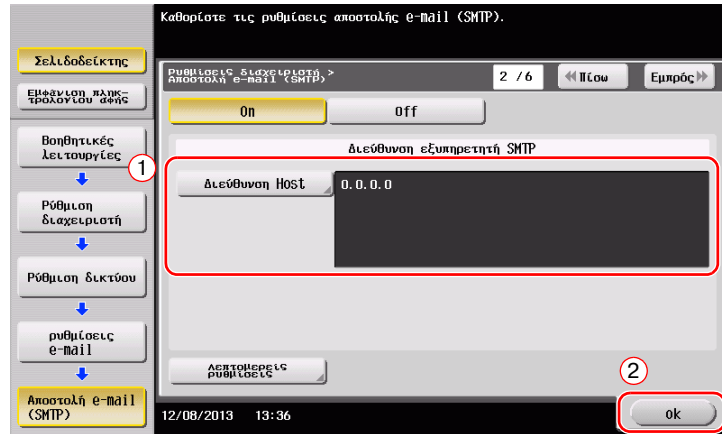 Καθορίστε τις ρυθμίσεις αποστολής e-mail (SMTP).
Σελιδοδείκτης
Εμφάνιση πληκ-
τρολογίου αφής
Βοηθητικές
λειτουργίες
Ρύθμιση
διαχειριστή
Ρύθμιση δικτύου
ρυθμίσεις
e-mail
Αποστολή e-mail
(SMTP)
Ρυθμίσεις διαχειριστή >
Αποστολή e-mail (SMTP)
2 /6
Πίσω
Εμπρός
On
Off
Διεύθυνση εξυπηρετητή SMTP
1
Διεύθυνση Host
0.0.0.0
Λεπτομερείς
ρυθμίσεις
2
12/08/2013 13:36
ok